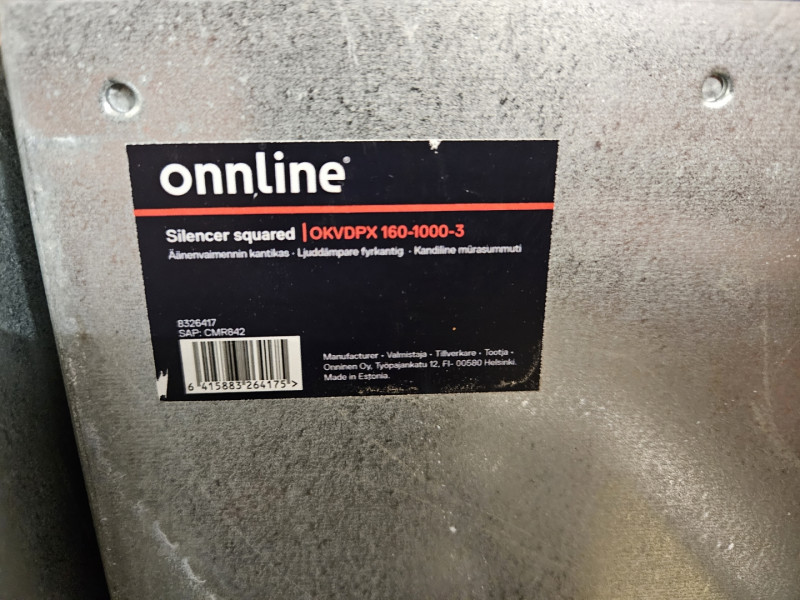 onnline®
Silencer squared | OKVDPX 160-1000-3
Äänenvaimennin kantikas · Ljuddämpare fyrkantig · Kandiline mürasummuti
8326417
SAP: CMR842
6 415883 264175 >
Manufacturer · Valmistaja · Tillverkare · Tootja ·
Onninen Oy, Työpajankatu 12, FI- 00580 Helsinki.
Made in Estonia.